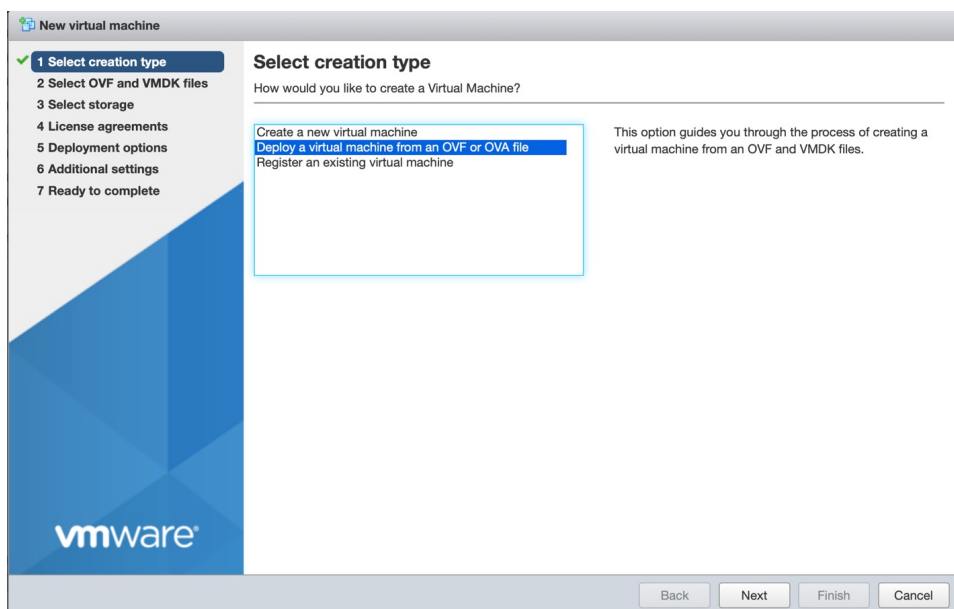 New virtual machine
1 Select creation type
2 Select OVF and VMDK files
3 Select storage
4 License agreements
5 Deployment options
6 Additional settings
7 Ready to complete
vmware®
Select creation type
How would you like to create a Virtual Machine?
Create a new virtual machine
Deploy a virtual machine from an OVF or OVA file
Register an existing virtual machine
This option guides you through the process of creating a
virtual machine from an OVF and VMDK files.
Back
Next
Finish
Cancel